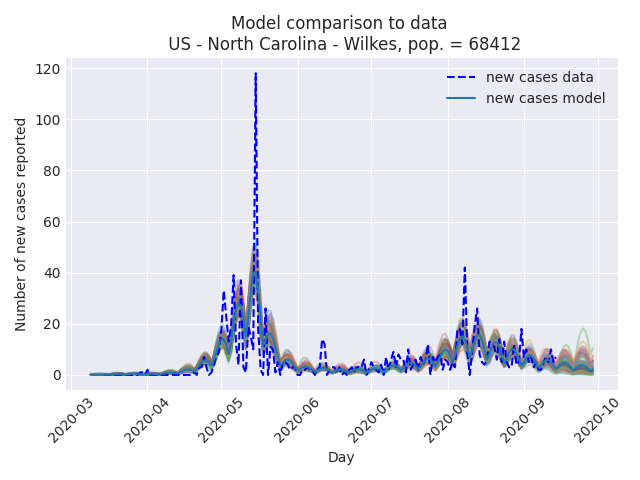 Model comparison to data
US - North Carolina - Wilkes, pop. = 68412
new cases data
new cases model
Number of new cases reported
120
100
80
60
40
20
0
2020-03
2020-04
2020-05
2020-06
2020-07
2020-08
2020-09
2020-10
Day